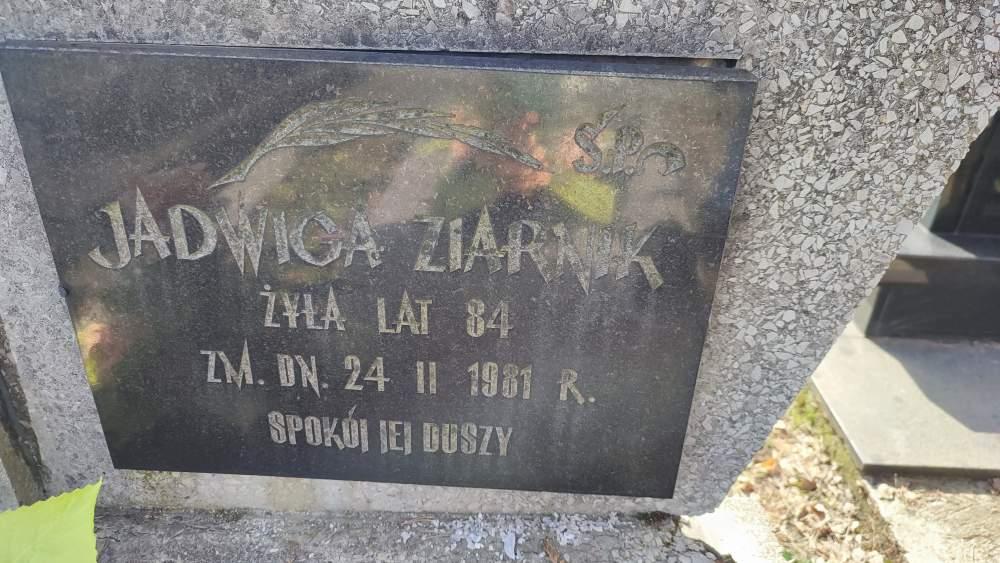 Ś.P.
JADWIGA ZIARNIK
ŻYŁA LAT 84
ZM. DN. 24 II 1981 R.
SPOKÓJ JEJ DUSZY